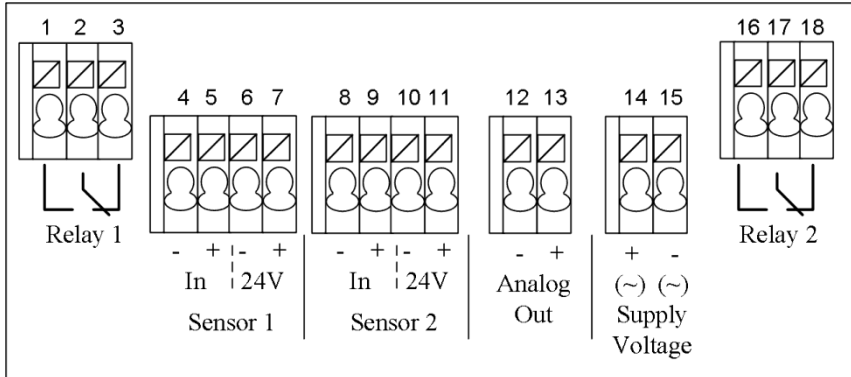 1 2 3
16 17 18
4 5 6 7
8 9 10 11
12 13
14 15
Relay 1
Relay 2
- + - +
- + - +
- +
+ -
In 24V
In 24V
Analog
Out
(~) (~)
Supply
Voltage
Sensor 1
Sensor 2